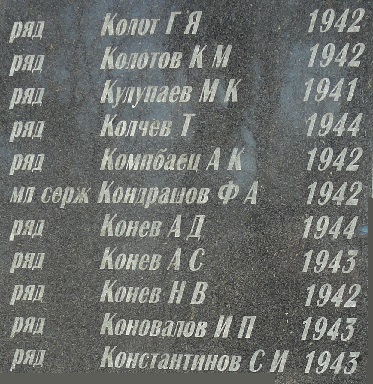 ряд Колот Г Я 1942
ряд Колотов К М 1942
ряд Кулупаев М К 1941
ряд Колчев Т 1944
ряд Компбаец А К 1942
мл серж Кондрашов Ф А 1942
ряд Конев А Д 1944
ряд Конев А С 1943
ряд Конев Н В 1942
ряд Коновалов И П 1943
ряд Константинов С И 1943